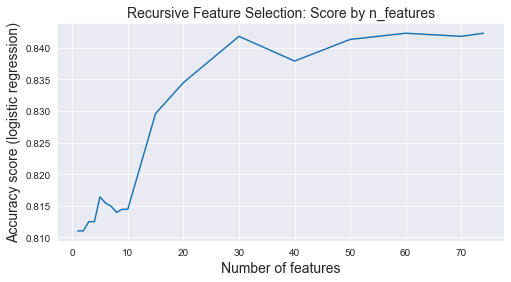 Recursive Feature Selection: Score by n_features
Accuracy score (logistic regression)
0.840
0.835
0.830
0.825
0.820
0.815
0.810
0 10 20 30 40 50 60 70
Number of features